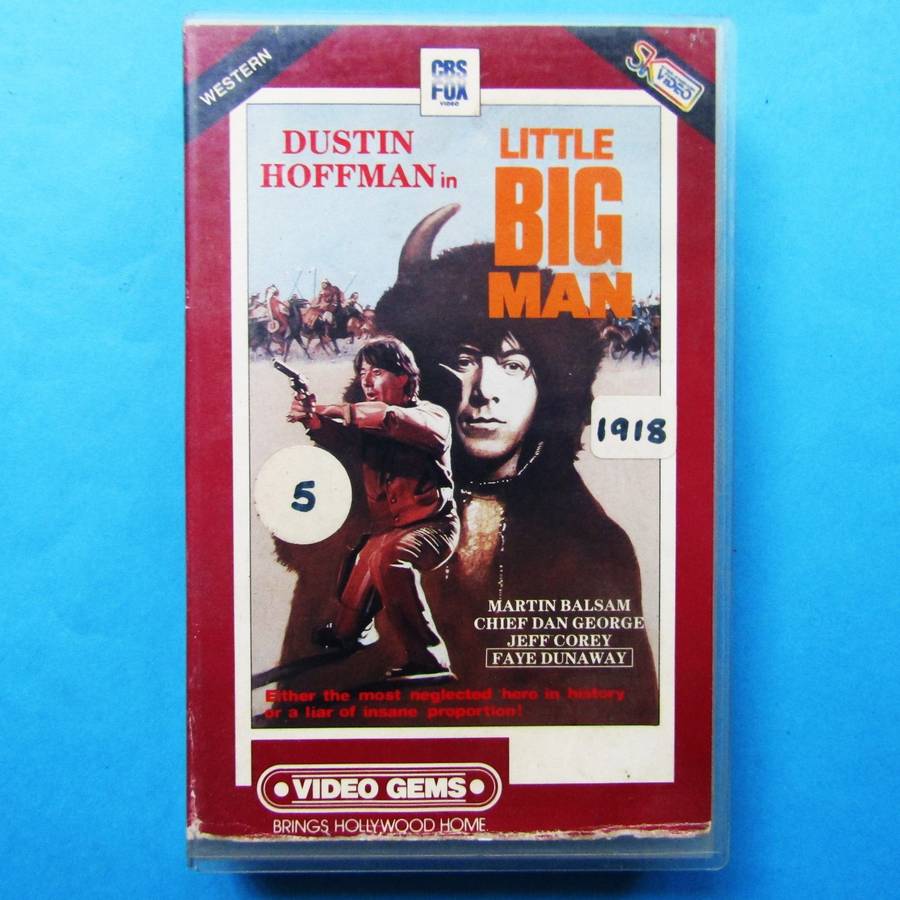 WESTERN
CBS
FOX
VIDEO
SK
VIDEO
DUSTIN
HOFFMAN in
LITTLE
BIG
MAN
1918
5
MARTIN BALSAM
CHIEF DAN GEORGE
JEFF COREY
FAYE DUNAWAY
Either the most neglected hero in history
or a liar of insane proportion!
VIDEO GEMS
BRINGS HOLLYWOOD HOME